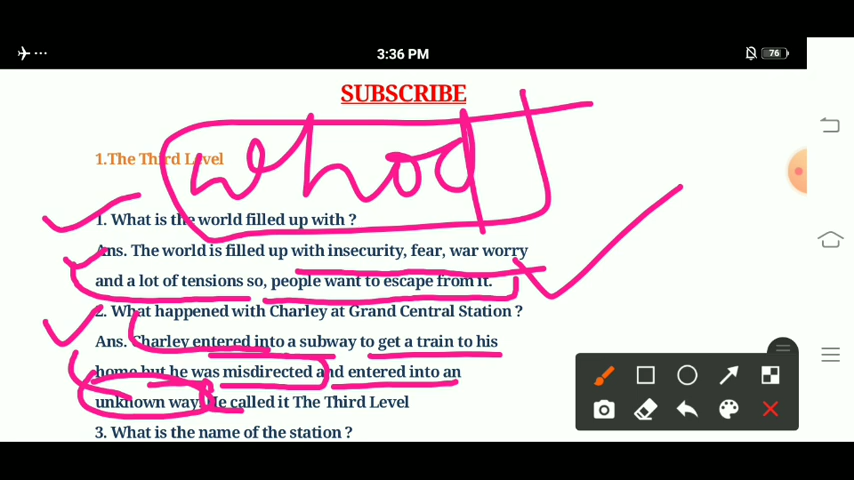 3:36 PM
76
SUBSCRIBE
1.The Third Level
1. What is the world filled up with ?
Ans. The world is filled up with insecurity, fear, war worry
and a lot of tensions so, people want to escape from it.
2. What happened with Charley at Grand Central Station ?
Ans. Charley entered into a subway to get a train to his
home but he was misdirected and entered into an
unknown way. He called it The Third Level
3. What is the name of the station ?